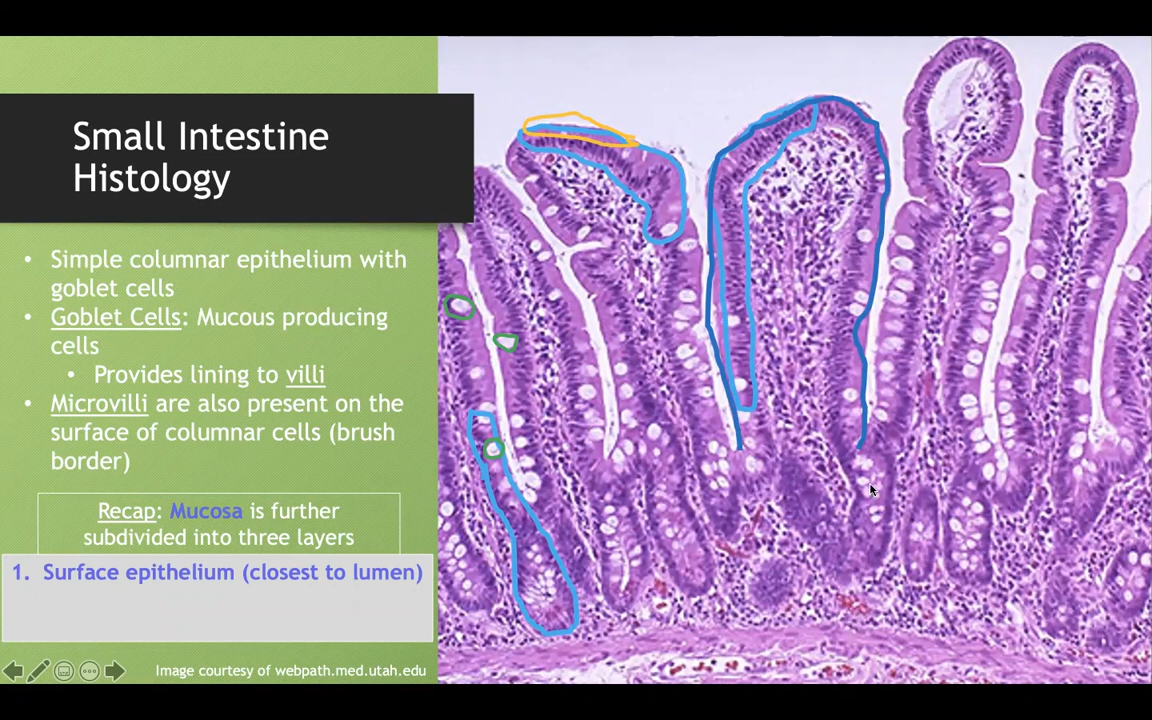 Small Intestine
Histology
• Simple columnar epithelium with
goblet cells
• Goblet Cells: Mucous producing
cells
• Provides lining to villi
• Microvilli are also present on the
surface of columnar cells (brush
border)
Recap: Mucosa is further
subdivided into three layers
1. Surface epithelium (closest to lumen)
Image courtesy of webpath.med.utah.edu